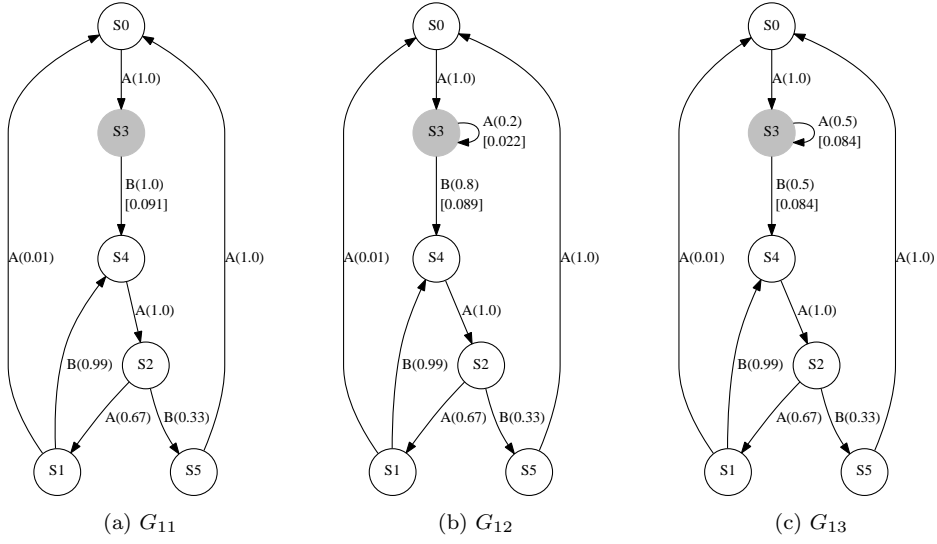 S0
A(1.0)
S3
B(1.0)
[0.091]
S4
A(0.01)
A(1.0)
A(1.0)
S2
B(0.99)
A(0.67)
B(0.33)
S1
S5
(a) G11
S0
A(1.0)
S3
A(0.2)
[0.022]
B(0.8)
[0.089]
S4
A(0.01)
A(1.0)
A(1.0)
S2
B(0.99)
A(0.67)
B(0.33)
S1
S5
(b) G12
S0
A(1.0)
S3
A(0.5)
[0.084]
B(0.5)
[0.084]
S4
A(0.01)
A(1.0)
A(1.0)
S2
B(0.99)
A(0.67)
B(0.33)
S1
S5
(c) G13